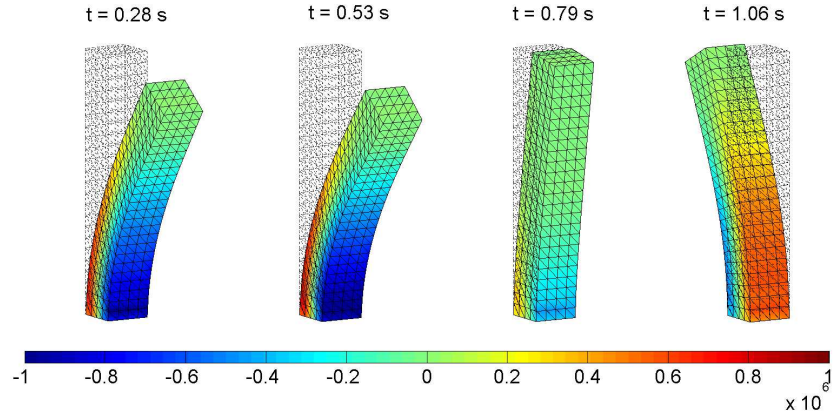 t = 0.28 s t = 0.53 s t = 0.79 s t = 1.06 s
-1 -0.8 -0.6 -0.4 -0.2 0 0.2 0.4 0.6 0.8 1
x 10^6